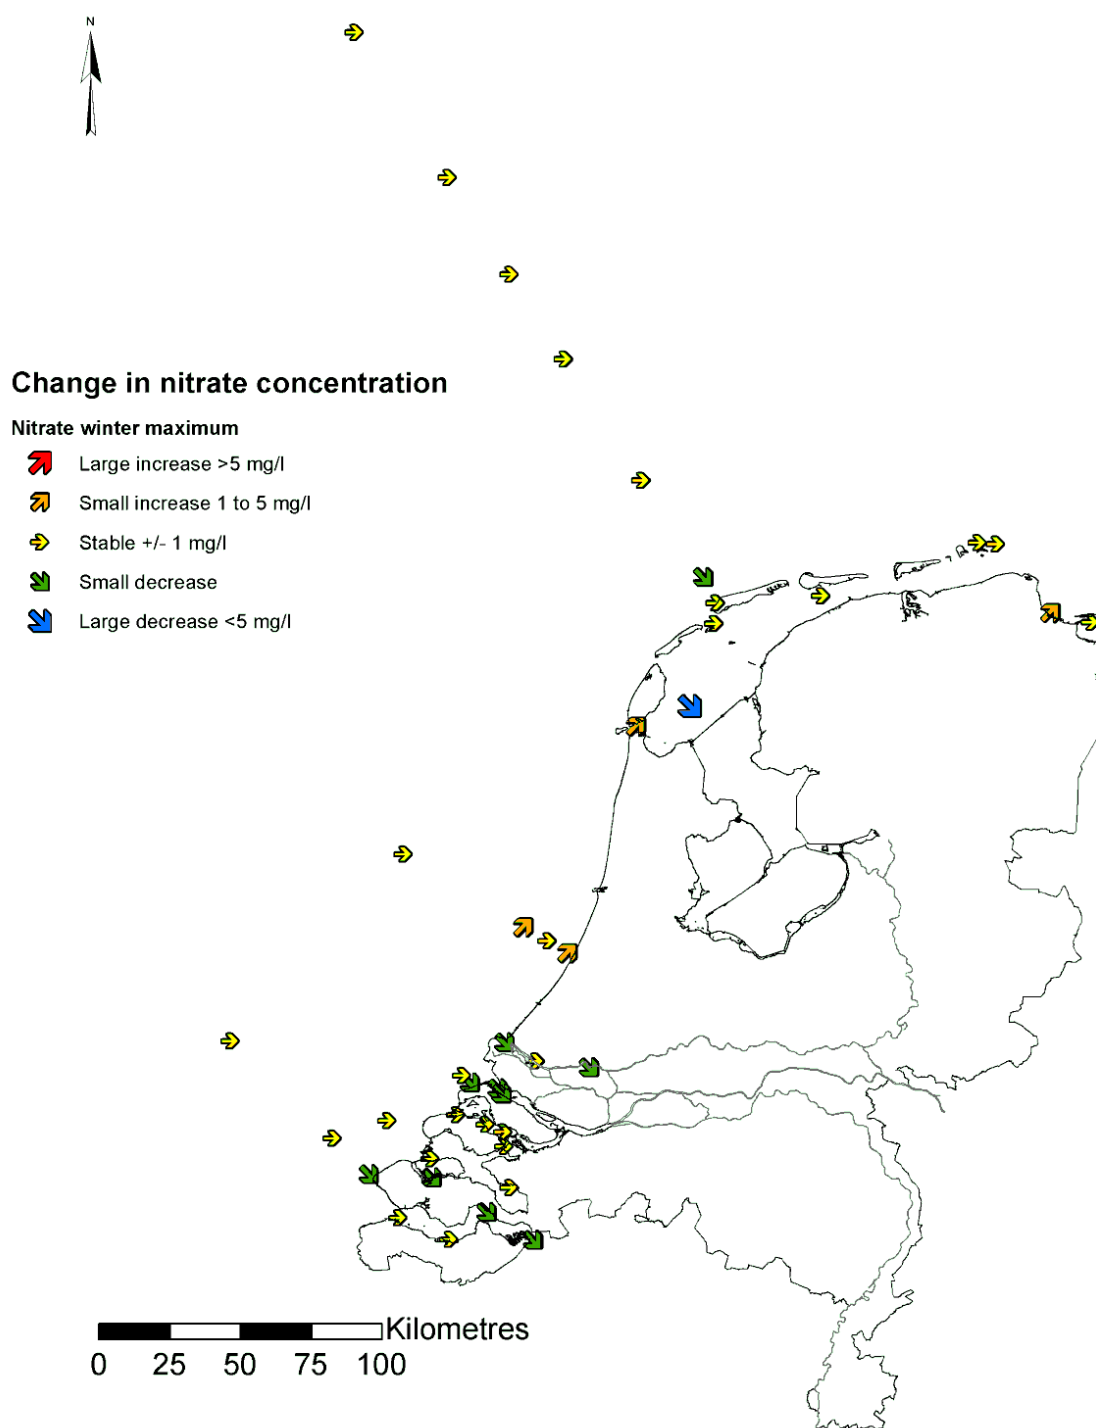 N
Change in nitrate concentration
Nitrate winter maximum
Large increase >5 mg/l
Small increase 1 to 5 mg/l
Stable +/- 1 mg/l
Small decrease
Large decrease <5 mg/l
Kilometres
0 25 50 75 100